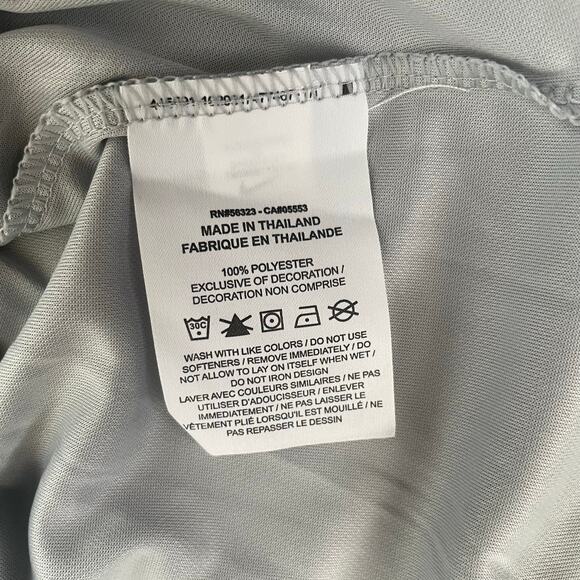 RN#56323 - CA#05553
MADE IN THAILAND
FABRIQUE EN THAILANDE
100% POLYESTER
EXCLUSIVE OF DECORATION /
DECORATION NON COMPRISE
30C
WASH WITH LIKE COLORS / DO NOT USE
SOFTENERS / REMOVE IMMEDIATELY / DO
NOT ALLOW TO LAY ON ITSELF WHEN WET /
DO NOT IRON DESIGN
LAVER AVEC COULEURS SIMILAIRES / NE PAS
UTILISER D'ADOUCISSEUR / ENLEVER
IMMEDIATEMENT / NE PAS LAISSER LE
VÊTEMENT PLIÉ LORSQU'IL EST MOUILLÉ / NE
PAS REPASSER LE DESSIN